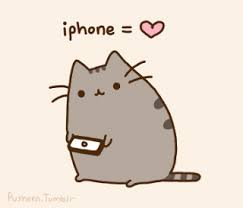 iphone = ♥
Pusheen.Tumblr